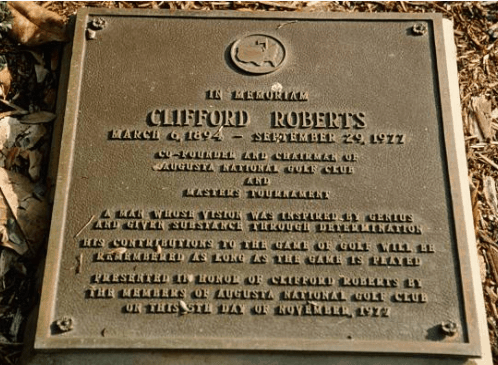 IN MEMORIAM
CLIFFORD ROBERTS
MARCH 6, 1894 – SEPTEMBER 29, 1977
CO-FOUNDER AND CHAIRMAN OF
AUGUSTA NATIONAL GOLF CLUB
AND
MASTERS TOURNAMENT
A MAN WHOSE VISION WAS INSPIRED BY GENIUS
AND GIVEN SUBSTANCE THROUGH DETERMINATION
HIS CONTRIBUTIONS TO THE GAME OF GOLF WILL BE
REMEMBERED AS LONG AS THE GAME IS PLAYED
PRESENTED IN HONOR OF CLIFFORD ROBERTS BY
THE MEMBERS OF AUGUSTA NATIONAL GOLF CLUB
ON THIS DAY OF NOVEMBER, 1977